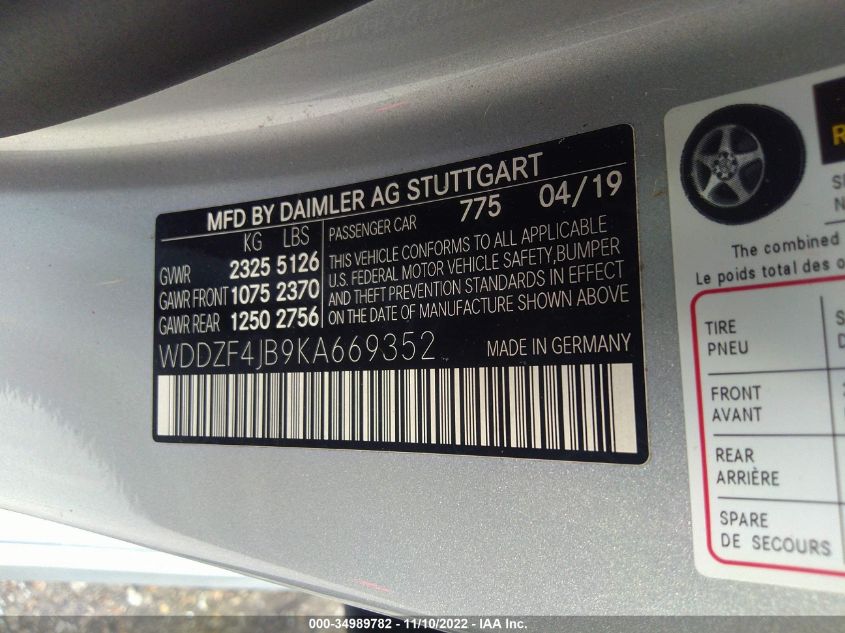 MFD BY DAIMLER AG STUTTGART
KG LBS
GVWR 2325 5126
GAWR FRONT 1075 2370
GAWR REAR 1250 2756
PASSENGER CAR 775 04/19
THIS VEHICLE CONFORMS TO ALL APPLICABLE
U.S. FEDERAL MOTOR VEHICLE SAFETY,BUMPER
AND THEFT PREVENTION STANDARDS IN EFFECT
ON THE DATE OF MANUFACTURE SHOWN ABOVE
WDDZF4JB9KA669352
MADE IN GERMANY
The combined
Le poids total des
TIRE
PNEU
FRONT
AVANT
REAR
ARRIÈRE
SPARE
DE SECOURS
000-34989782 - 11/10/2022 - IAA Inc.